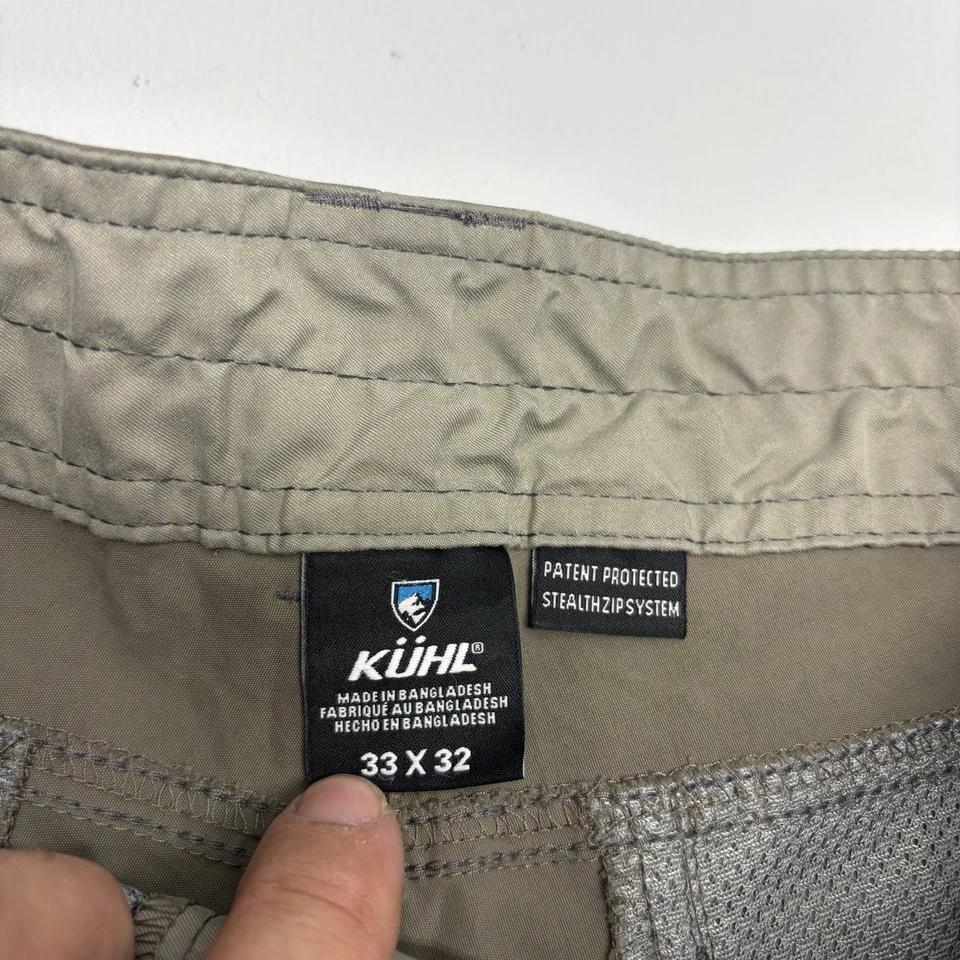 KÜHL®
MADE IN BANGLADESH
FABRIQUÉ AU BANGLADESH
HECHO EN BANGLADESH
33 X 32
PATENT PROTECTED
STEALTHZIPSYSTEM